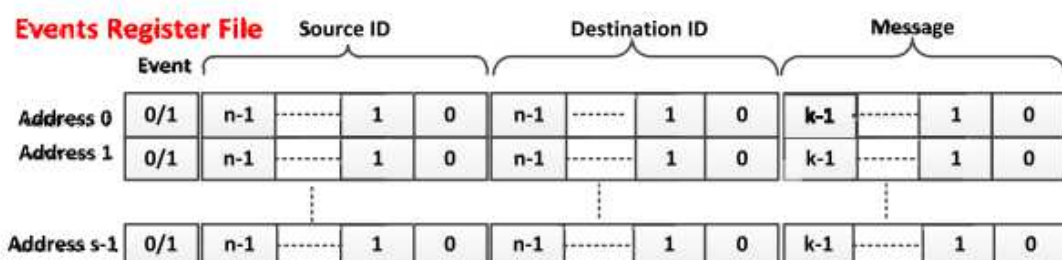 Events Register File Source ID Destination ID Message
Event
Address 0 0/1 n-1 1 0 n-1 1 0 k-1 1 0
Address 1 0/1 n-1 1 0 n-1 1 0 k-1 1 0
Address s-1 0/1 n-1 1 0 n-1 1 0 k-1 1 0